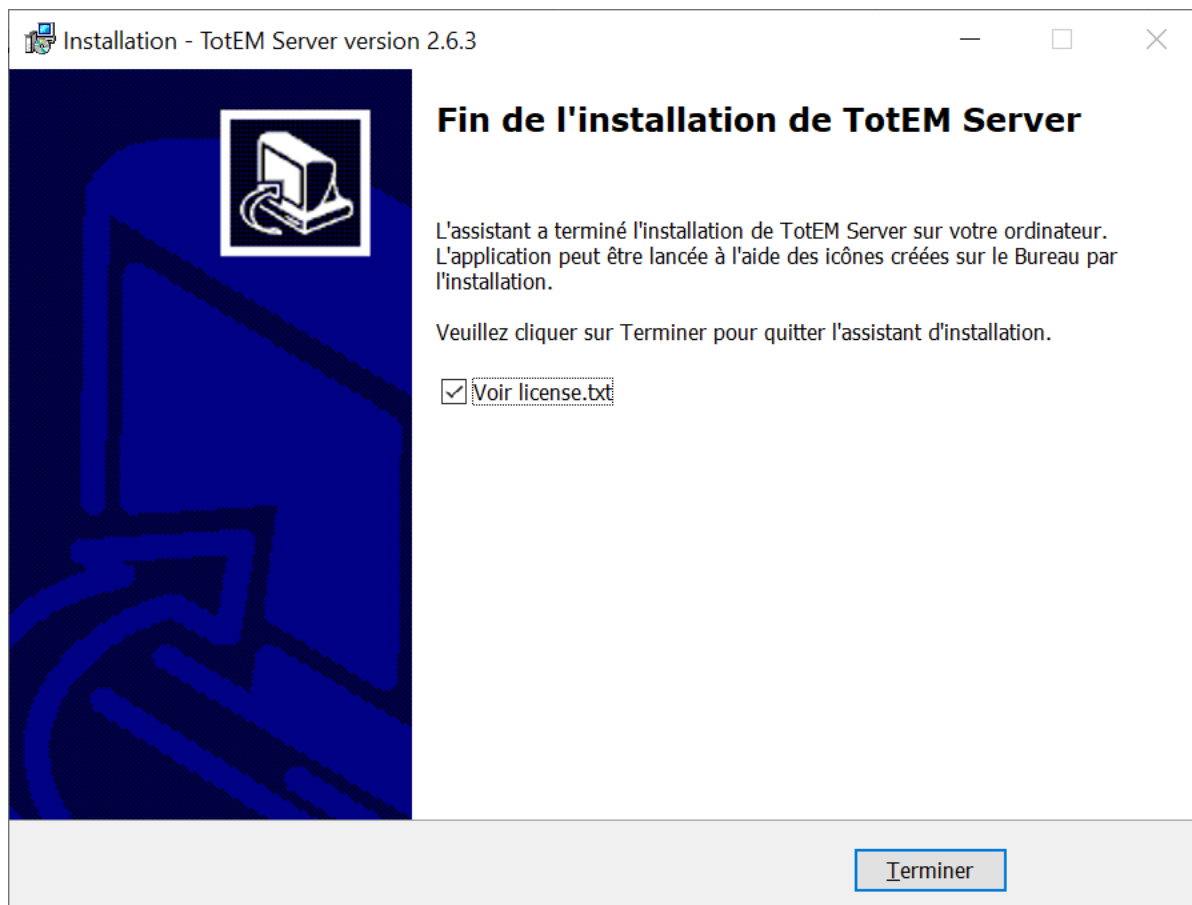 Installation - TotEM Server version 2.6.3
Fin de l'installation de TotEM Server
L'assistant a terminé l'installation de TotEM Server sur votre ordinateur.
L'application peut être lancée à l'aide des icônes créées sur le Bureau par
l'installation.
Veuillez cliquer sur Terminer pour quitter l'assistant d'installation.
Voir license.txt
Terminer